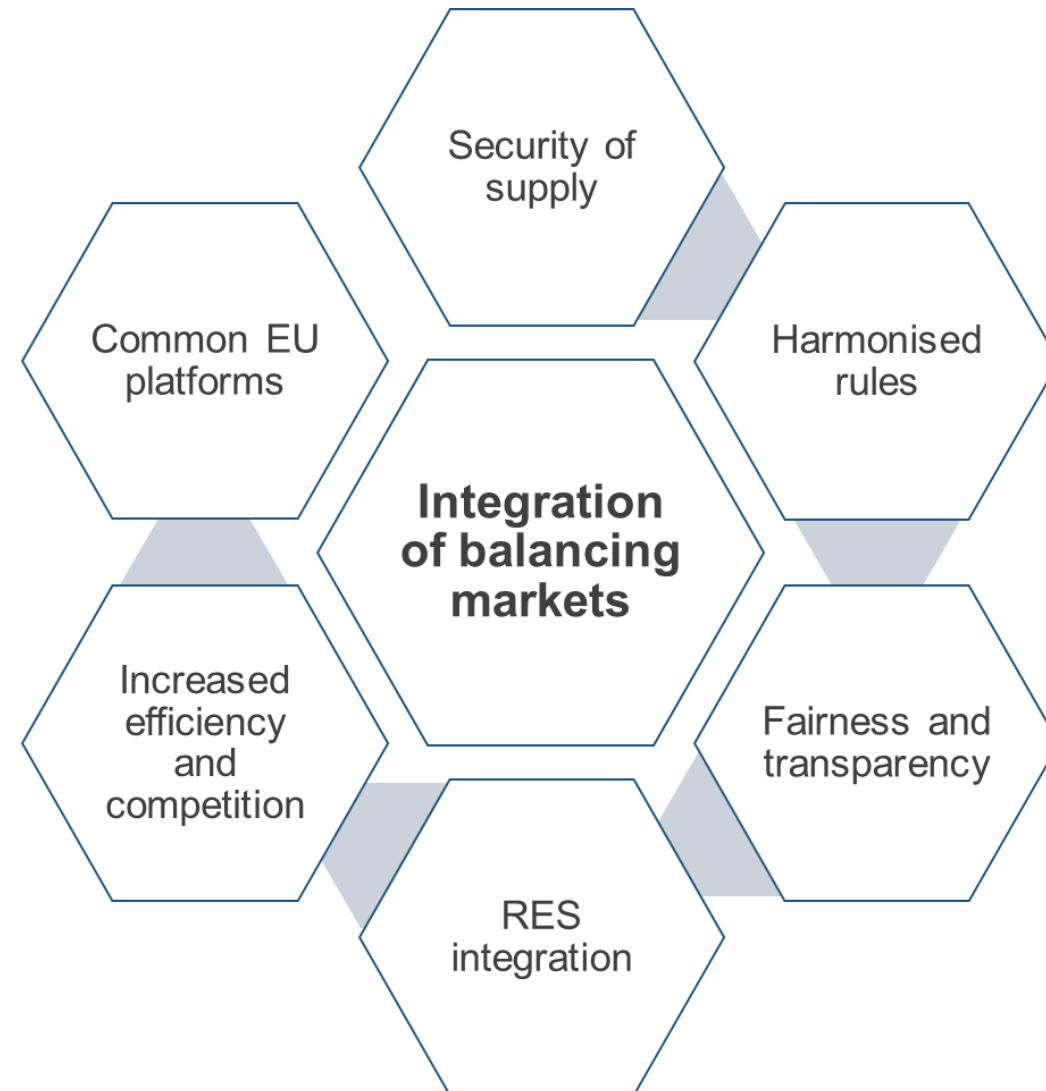 Security of
supply
Common EU
platforms
Harmonised
rules
Integration
of balancing
markets
Increased
efficiency
and
competition
Fairness and
transparency
RES
integration